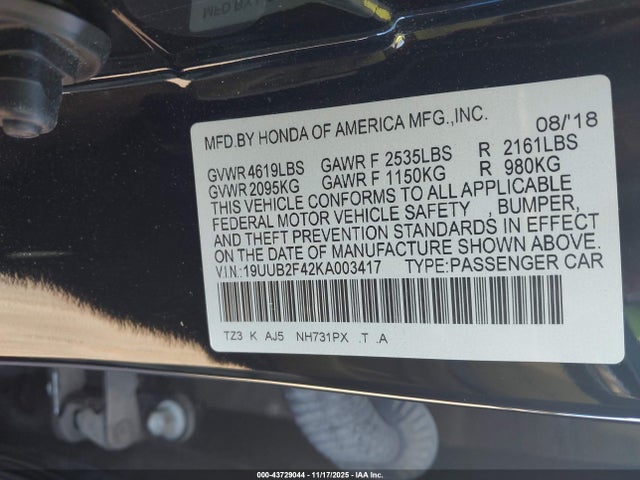 MFD.BY HONDA OF AMERICA MFG.,INC. 08/'18
GVWR 4619LBS GAWR F 2535LBS R 2161LBS
GVWR 2095KG GAWR F 1150KG R 980KG
THIS VEHICLE CONFORMS TO ALL APPLICABLE
FEDERAL MOTOR VEHICLE SAFETY , BUMPER,
AND THEFT PREVENTION STANDARDS IN EFFECT
ON THE DATE OF MANUFACTURE SHOWN ABOVE.
V.I.N: 19UUB2F42KA003417 TYPE:PASSENGER CAR
TZ3 K AJ5 NH731PX .T .A
000-43729044 - 11/17/2025 - IAA Inc.